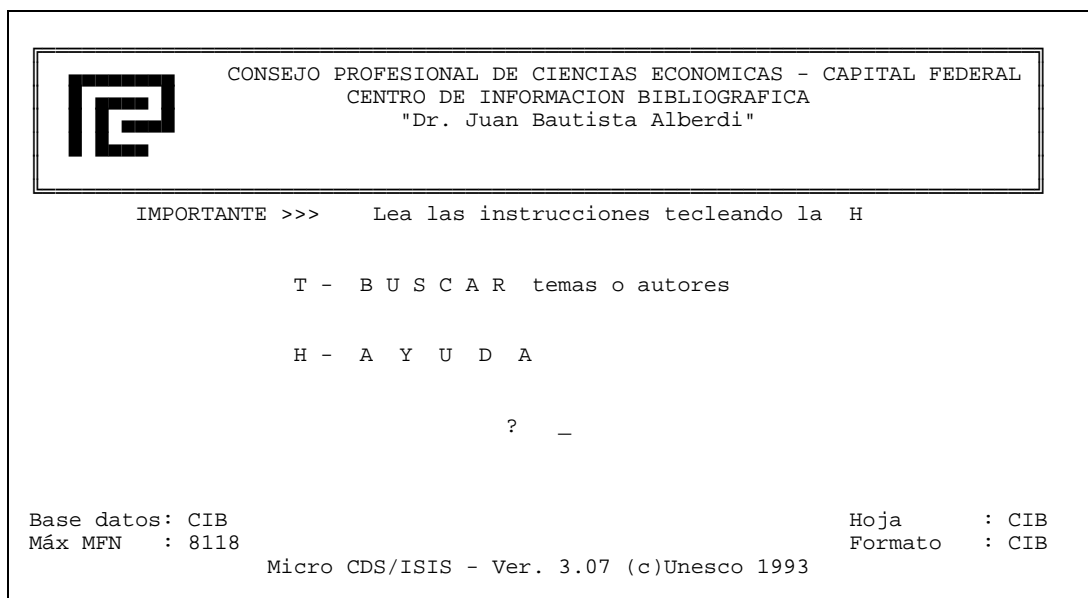 CONSEJO PROFESIONAL DE CIENCIAS ECONOMICAS - CAPITAL FEDERAL
CENTRO DE INFORMACION BIBLIOGRAFICA
"Dr. Juan Bautista Alberdi"
IMPORTANTE >>> Lea las instrucciones tecleando la H
T - B U S C A R temas o autores
H - A Y U D A
? _
Base datos: CIB Hoja : CIB
Máx MFN : 8118 Formato : CIB
Micro CDS/ISIS - Ver. 3.07 (c)Unesco 1993